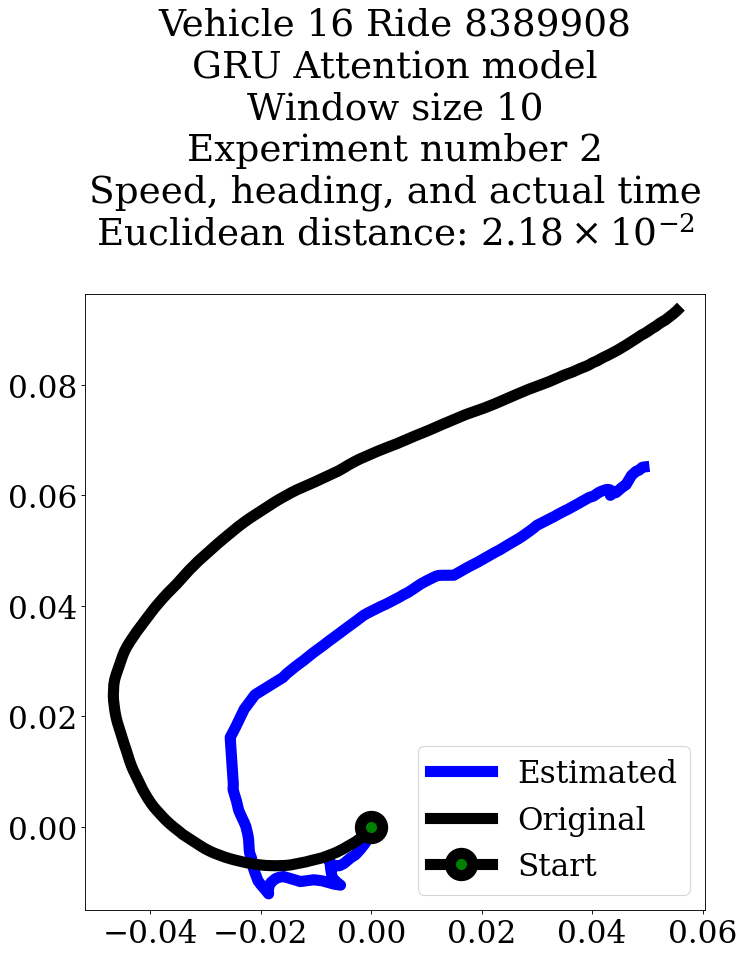 Vehicle 16 Ride 8389908
GRU Attention model
Window size 10
Experiment number 2
Speed, heading, and actual time
Euclidean distance: 2.18 × 10⁻²
0.08
0.06
0.04
0.02
0.00
Estimated
Original
Start
−0.04 −0.02 0.00 0.02 0.04 0.06